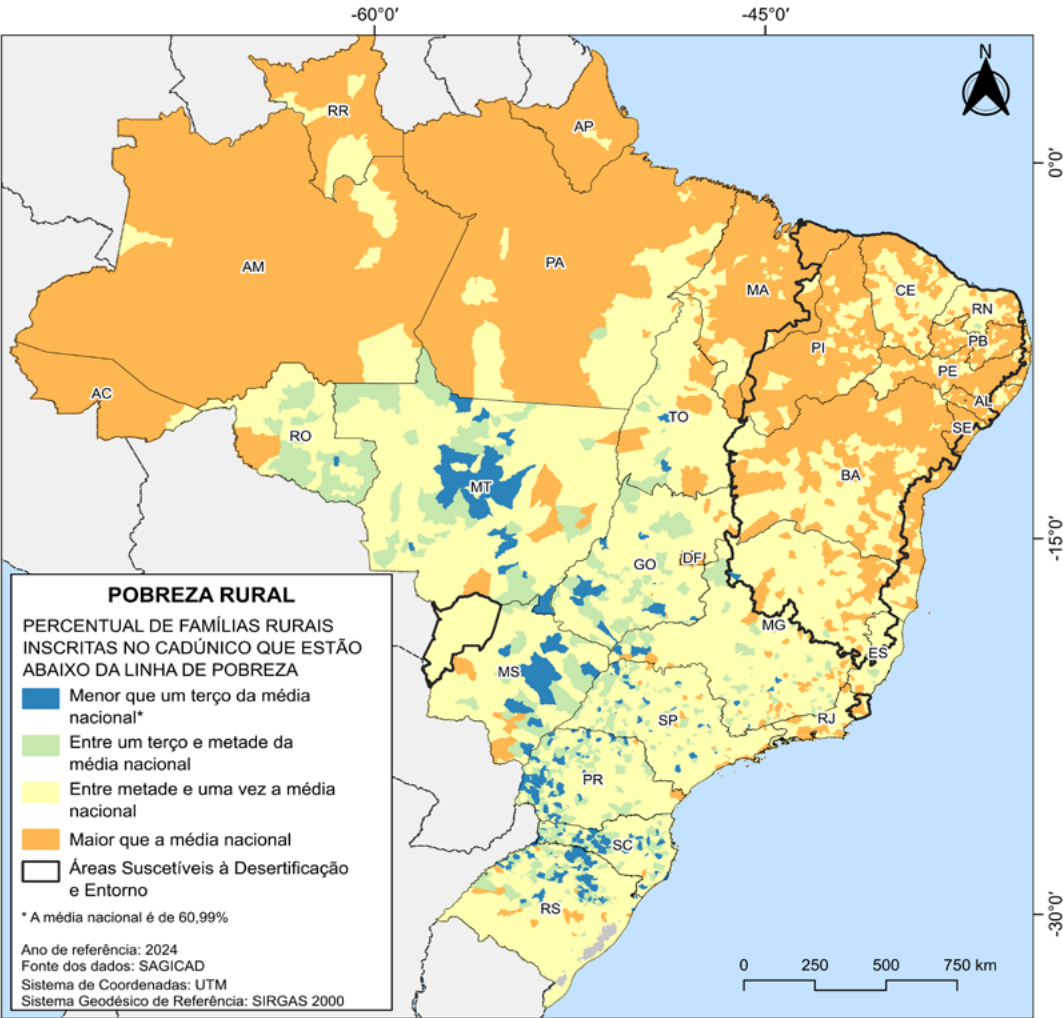 -60°0'
-45°0'
N
RR
AP
0°0'
AM
PA
MA
CE
RN
PB
PI
PE
AC
AL
TO
SE
RO
BA
MT
-15°0'
DF
GO
MG
ES
MS
SP
RJ
PR
SC
RS
-30°0'
POBREZA RURAL
PERCENTUAL DE FAMÍLIAS RURAIS
INSCRITAS NO CADÚNICO QUE ESTÃO
ABAIXO DA LINHA DE POBREZA
Menor que um terço da média
nacional*
Entre um terço e metade da
média nacional
Entre metade e uma vez a média
nacional
Maior que a média nacional
Áreas Suscetíveis à Desertificação
e Entorno
* A média nacional é de 60,99%
Ano de referência: 2024
Fonte dos dados: SAGICAD
Sistema de Coordenadas: UTM
Sistema Geodésico de Referência: SIRGAS 2000
0 250 500 750 km